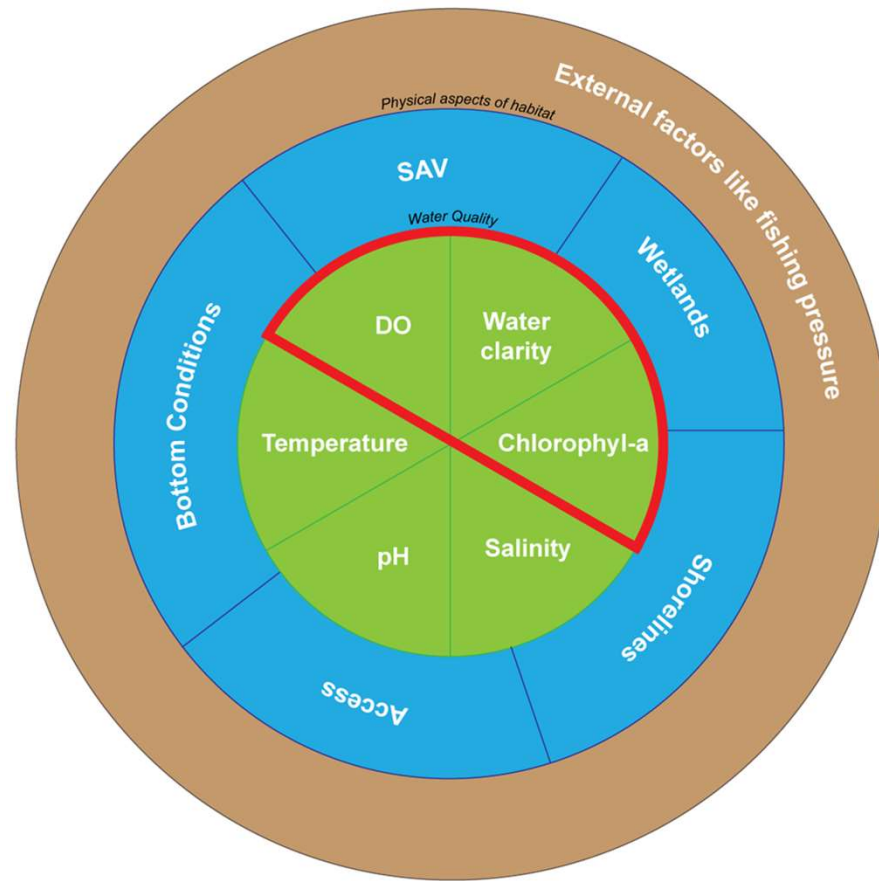 External factors like fishing pressure
Physical aspects of habitat
SAV
Wetlands
Shorelines
Access
Bottom Conditions
Water Quality
DO
Water
clarity
Temperature
Chlorophyl-a
pH
Salinity